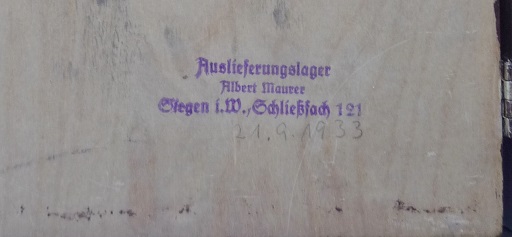 Auslieferungslager
Albert Maurer
Siegen i.W., Schließfach 121
21.9.1933